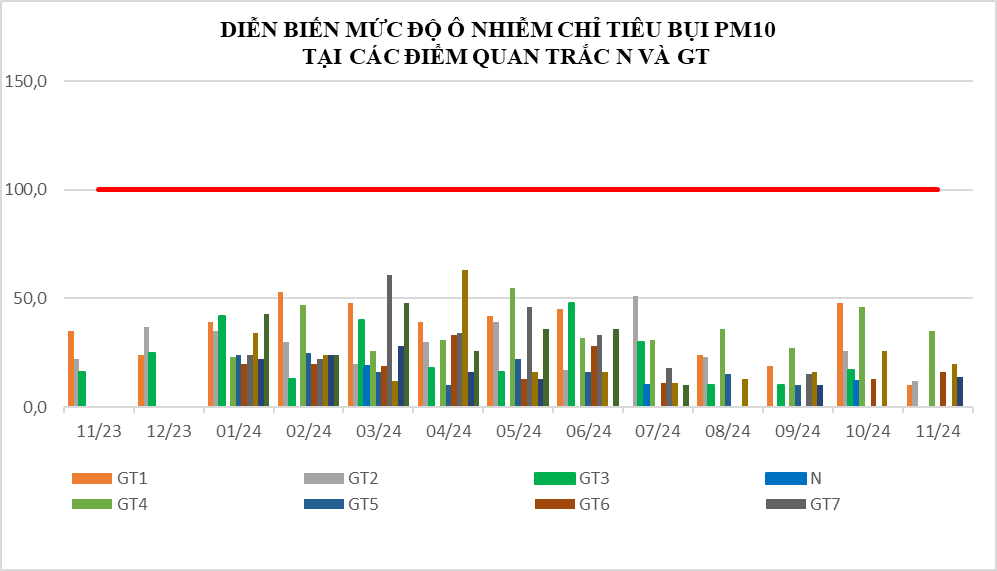 DIỄN BIẾN MỨC ĐỘ Ô NHIỄM CHỈ TIÊU BỤI PM10
TẠI CÁC ĐIỂM QUAN TRẮC N VÀ GT
150,0
100,0
50,0
0,0
11/23 12/23 01/24 02/24 03/24 04/24 05/24 06/24 07/24 08/24 09/24 10/24 11/24
GT1 GT2 GT3 N
GT4 GT5 GT6 GT7